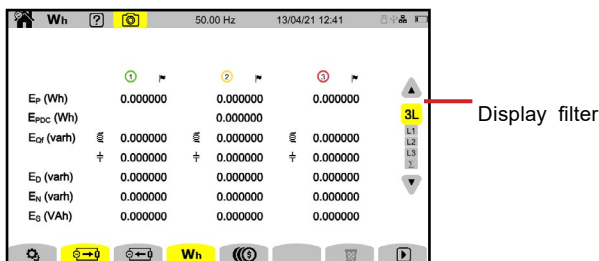 Wh ? 50.00 Hz 13/04/21 12:41
1 2 3
EP (Wh) 0.000000 0.000000 0.000000
EPDC (Wh) 0.000000
EQf (varh) 0.000000 0.000000 0.000000
0.000000 0.000000 0.000000
ED (varh) 0.000000 0.000000 0.000000
EN (varh) 0.000000 0.000000 0.000000
ES (VAh) 0.000000 0.000000 0.000000
3L
L1
L2
L3
Σ
Display filter
Wh $